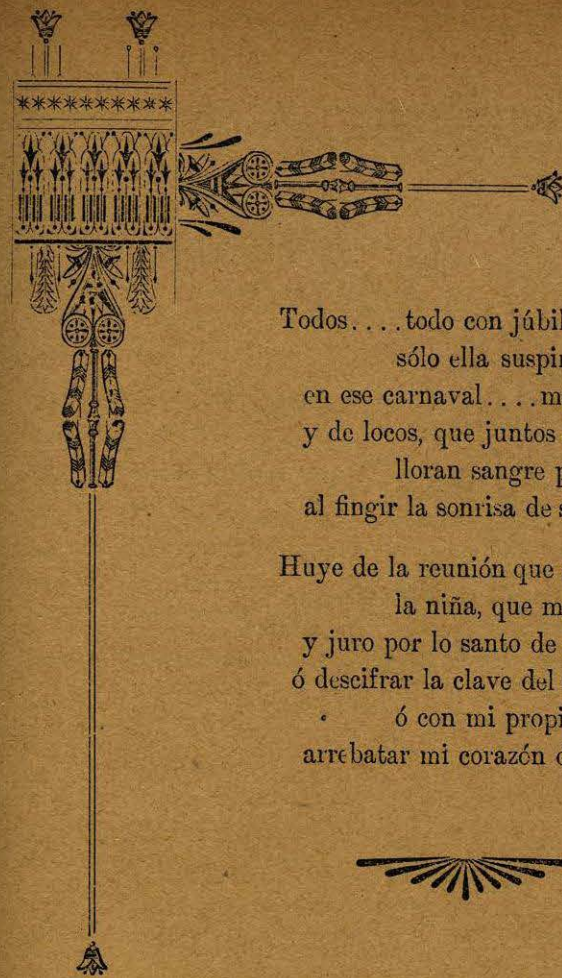 Todos....todo con júbil
sólo ella suspir
en ese carnaval....m
y de locos, que juntos
lloran sangre p
al fingir la sonrisa de s
Huye de la reunión que
la niña, que m
y juro por lo santo de
ó descifrar la clave del
ó con mi propi
arrebatar mi corazón